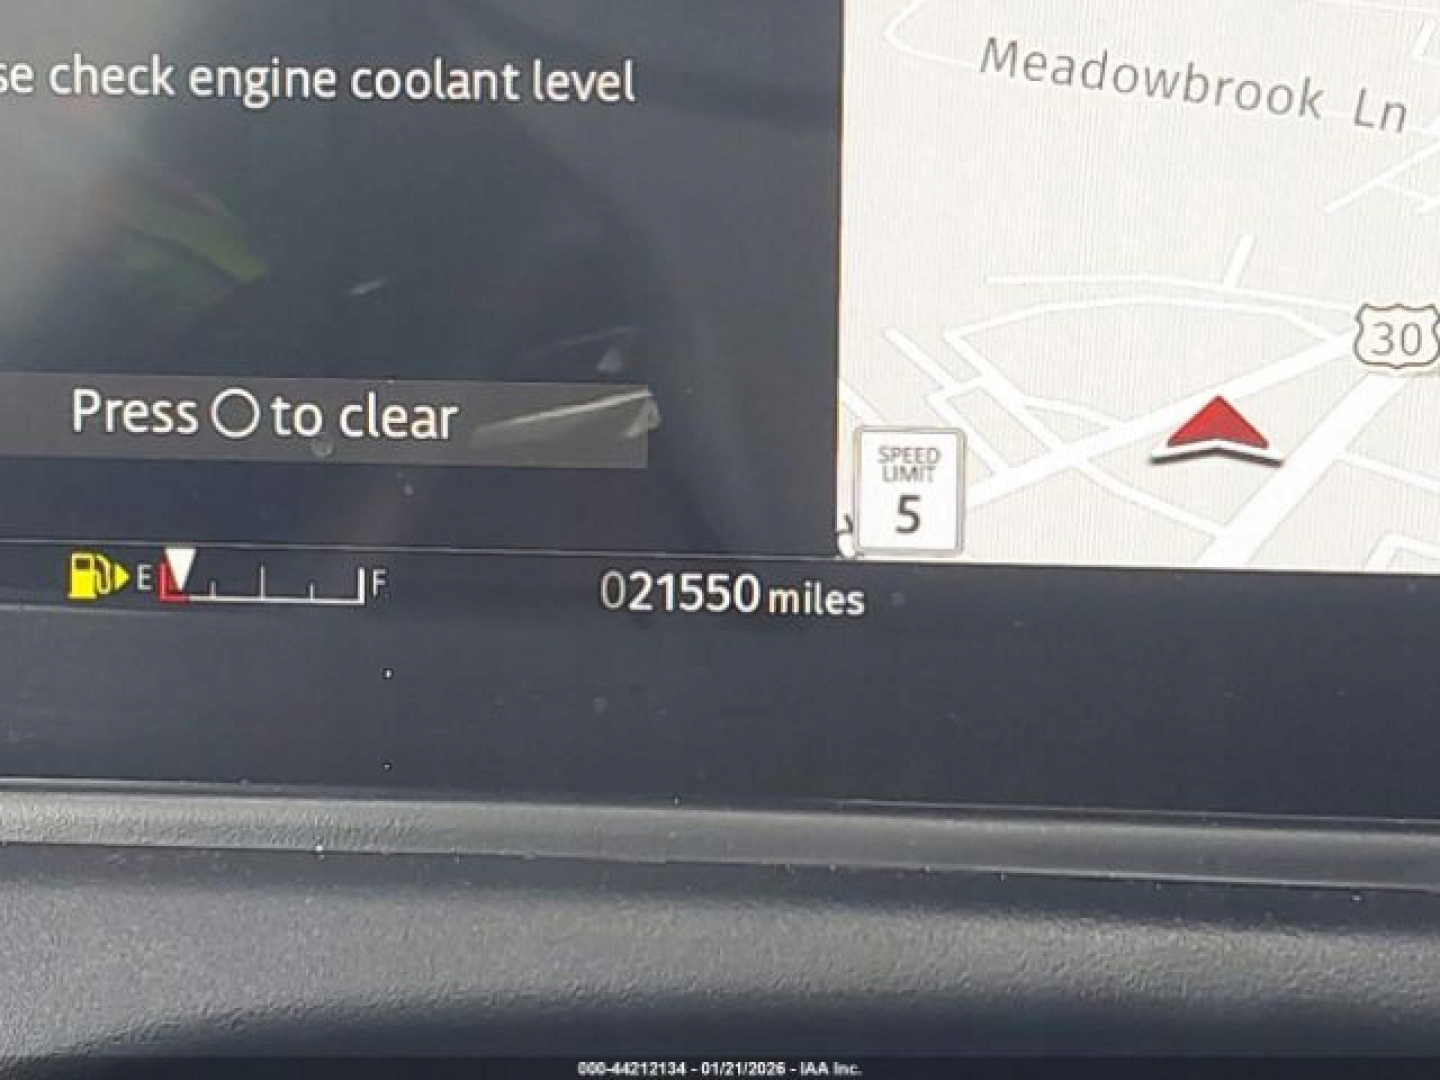 se check engine coolant level
Meadowbrook Ln
30
Press O to clear
SPEED
LIMIT
5
E
F
021550 miles
000-44212134 - 01/21/2026 - IAA Inc.